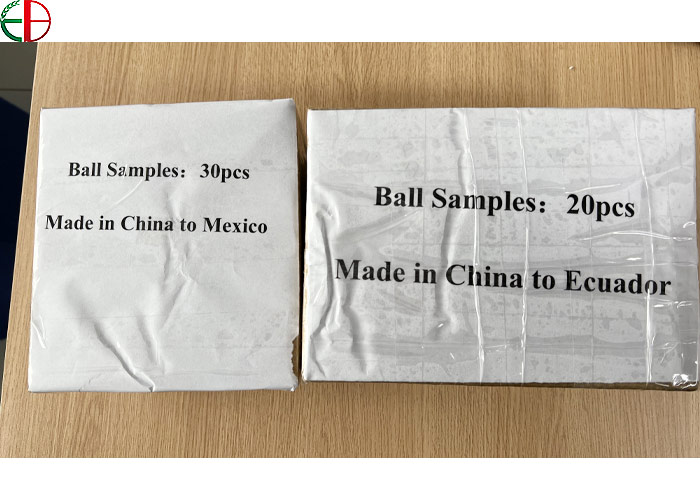 Ball Samples：30pcs
Made in China to Mexico
Ball Samples：20pcs
Made in China to Ecuador